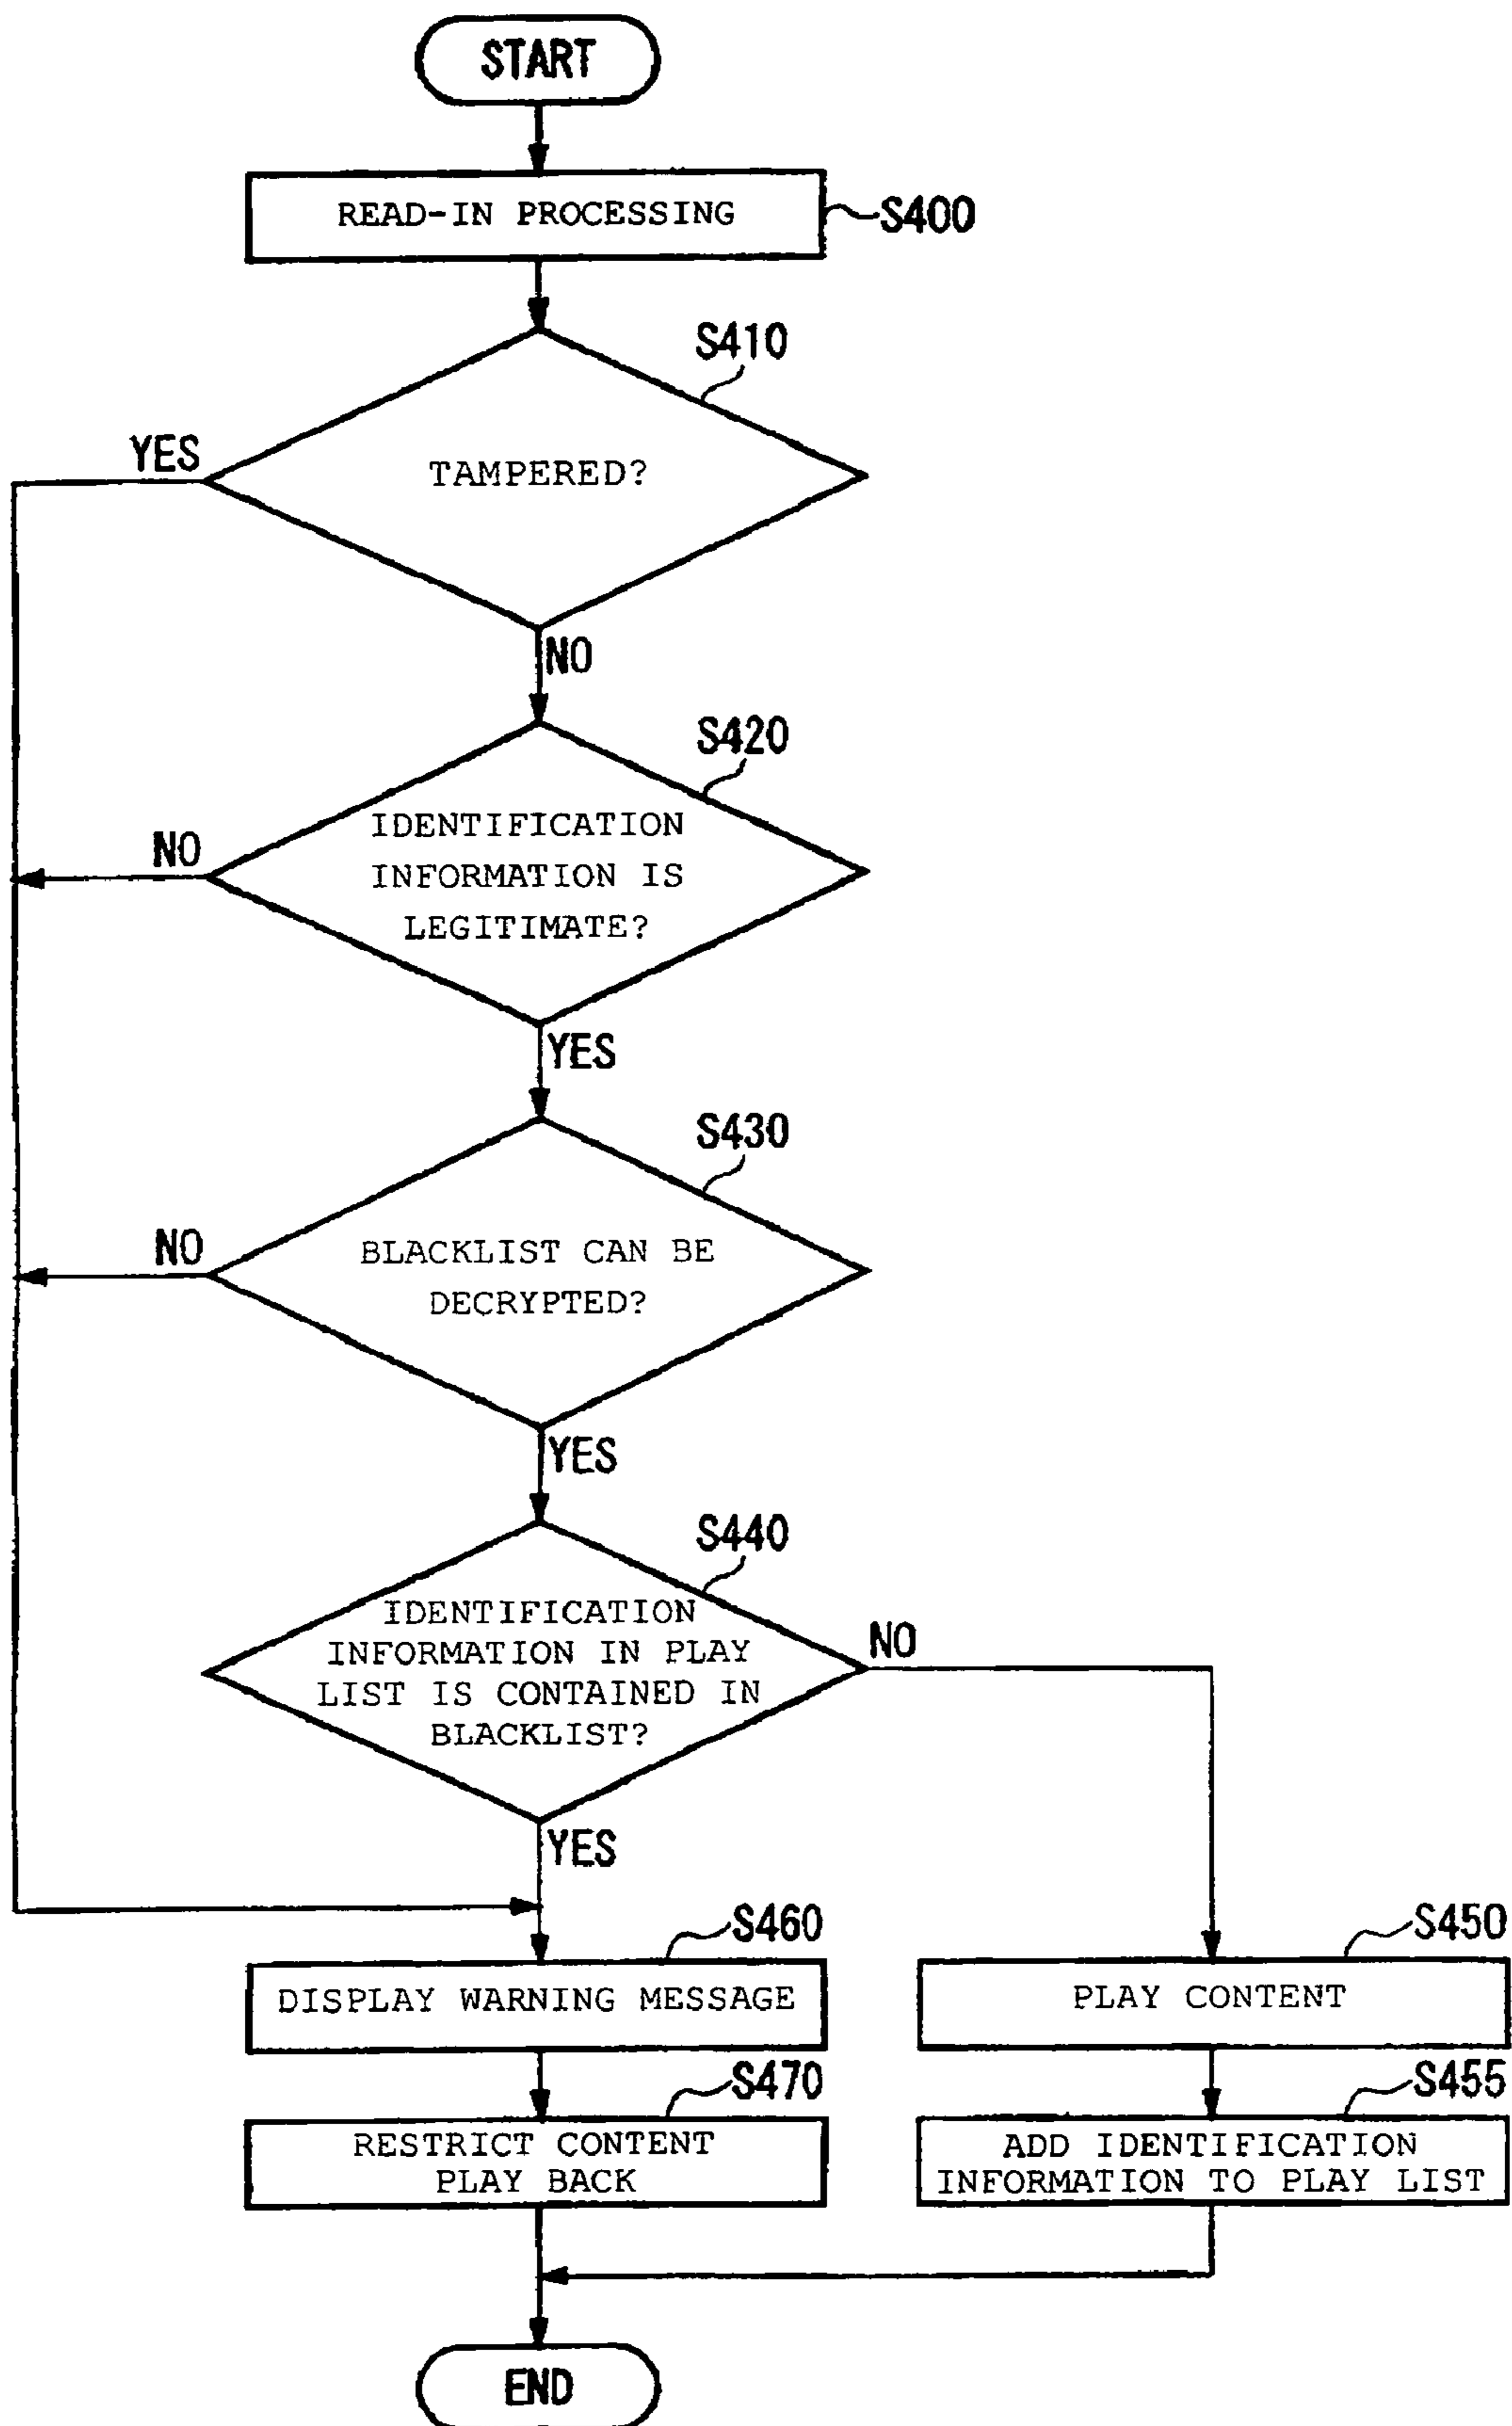 START
READ-IN PROCESSING
S400
S410
YES
TAMPERED?
NO
S420
IDENTIFICATION
NO
INFORMATION IS
LEGITIMATE?
YES
S430
NO
BLACKLIST CAN BE
DECRYPTED?
YES
S440
IDENTIFICATION
INFORMATION IN PLAY
NO
LIST IS CONTAINED IN
BLACKLIST?
YES
S460
S450
DISPLAY WARNING MESSAGE
PLAY CONTENT
S470
S455
RESTRICT CONTENT
PLAY BACK
ADD IDENTIFICATION
INFORMATION TO PLAY LIST
END